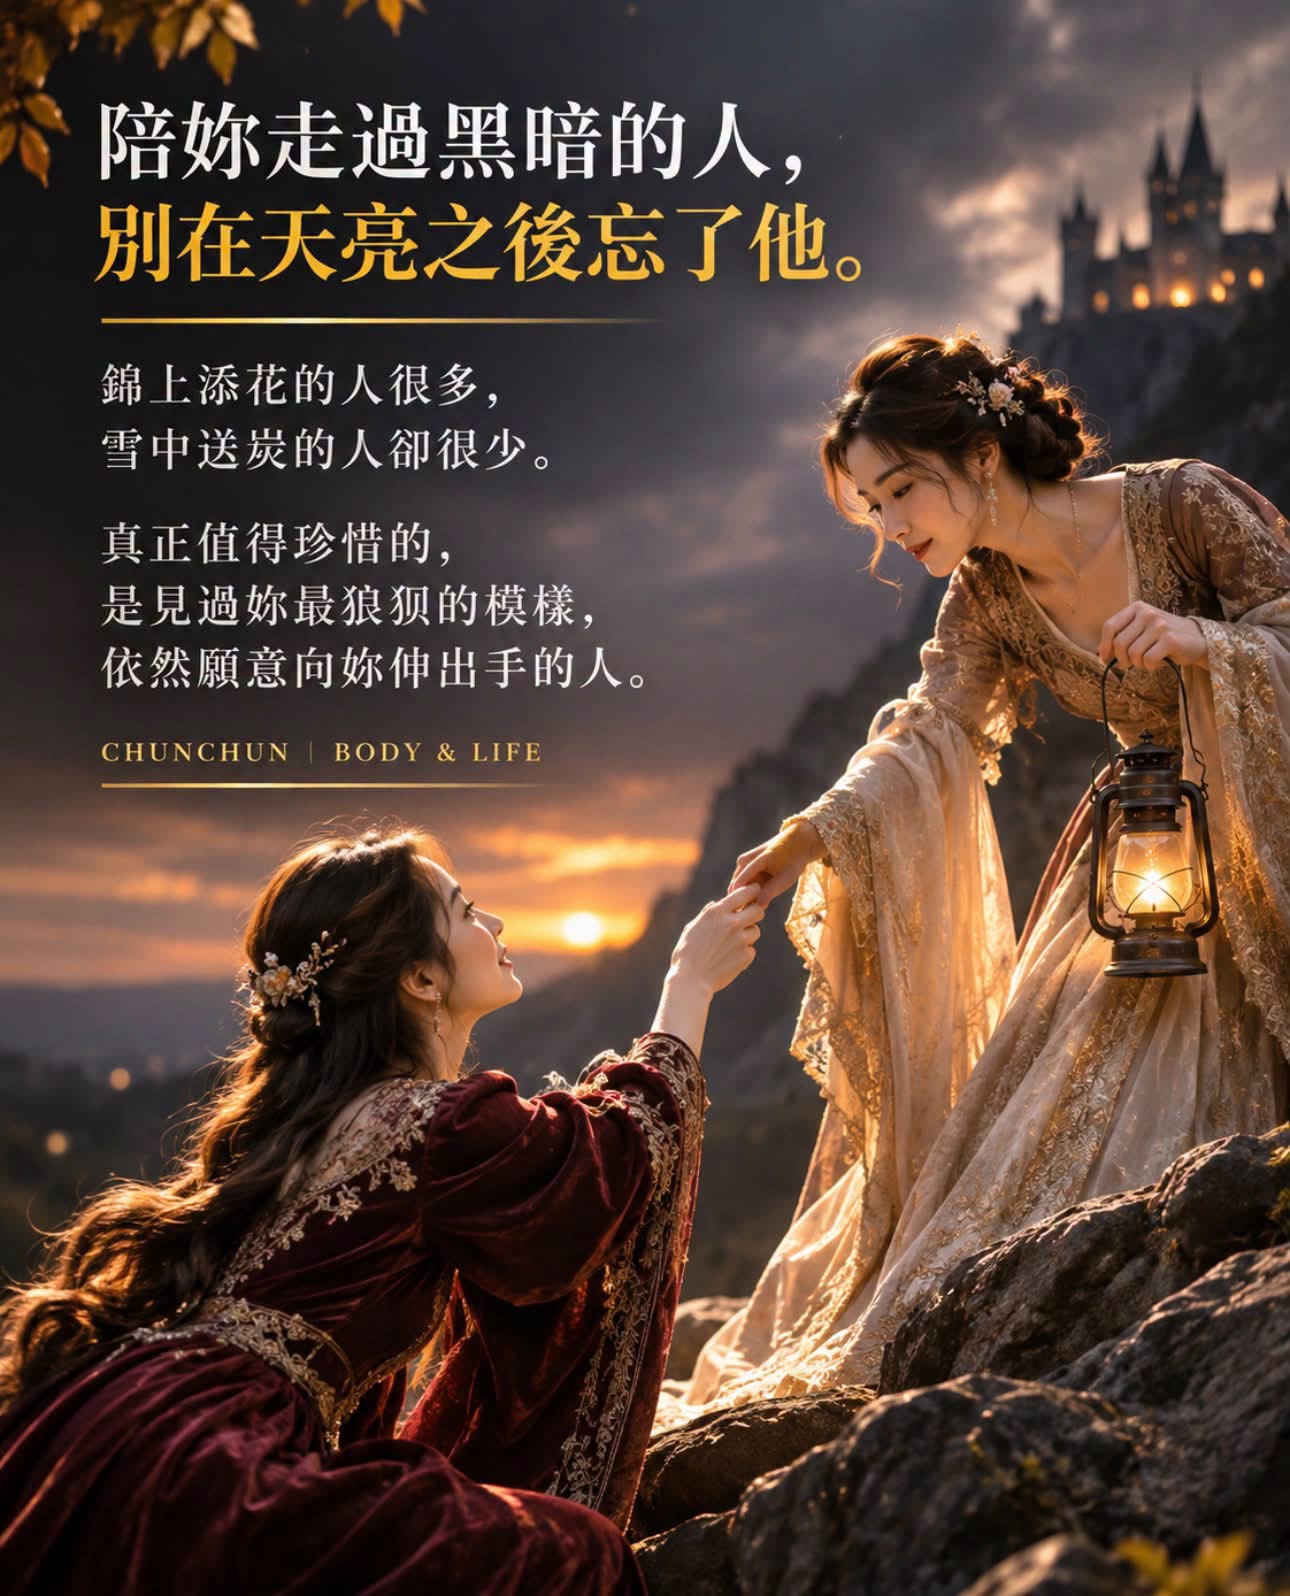 陪妳走過黑暗的人，
別在天亮之後忘了他。
錦上添花的人很多，
雪中送炭的人卻很少。
真正值得珍惜的，
是見過妳最狼狽的模樣，
依然願意向妳伸出手的人。
CHUNCHUN | BODY & LIFE